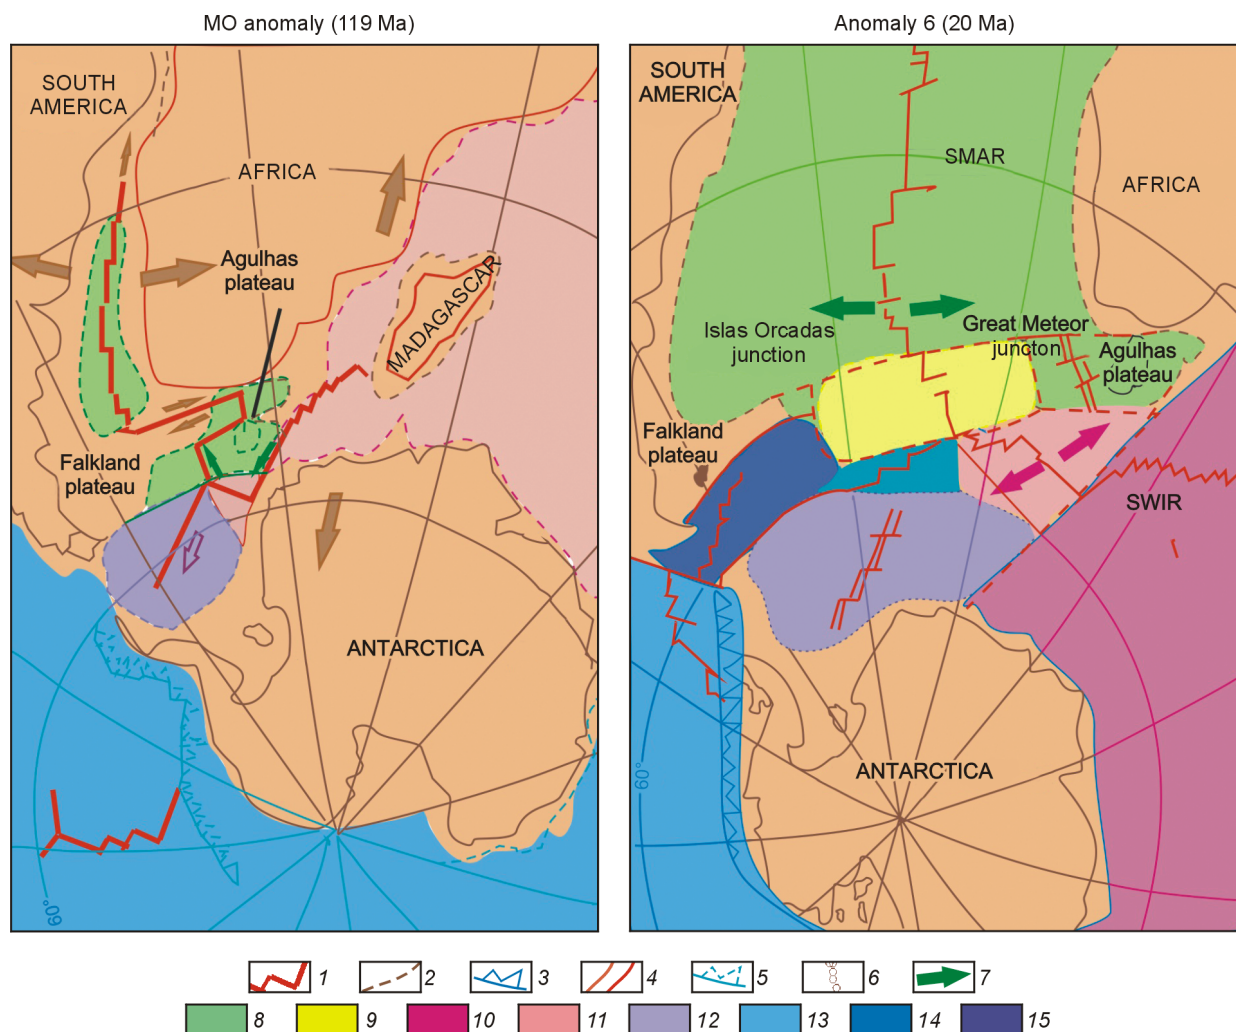 MO anomaly (119 Ma)
SOUTH
AMERICA
AFRICA
Agulhas
plateau
MADAGASCAR
Falkland
plateau
ANTARCTICA
60°
Anomaly 6 (20 Ma)
SOUTH
AMERICA
SMAR
AFRICA
Islas Orcadas
junction
Great Meteor
juncton
Agulhas
plateau
Falkland
plateau
SWIR
ANTARCTICA
60°
1 2 3 4 5 6 7
8 9 10 11 12 13 14 15